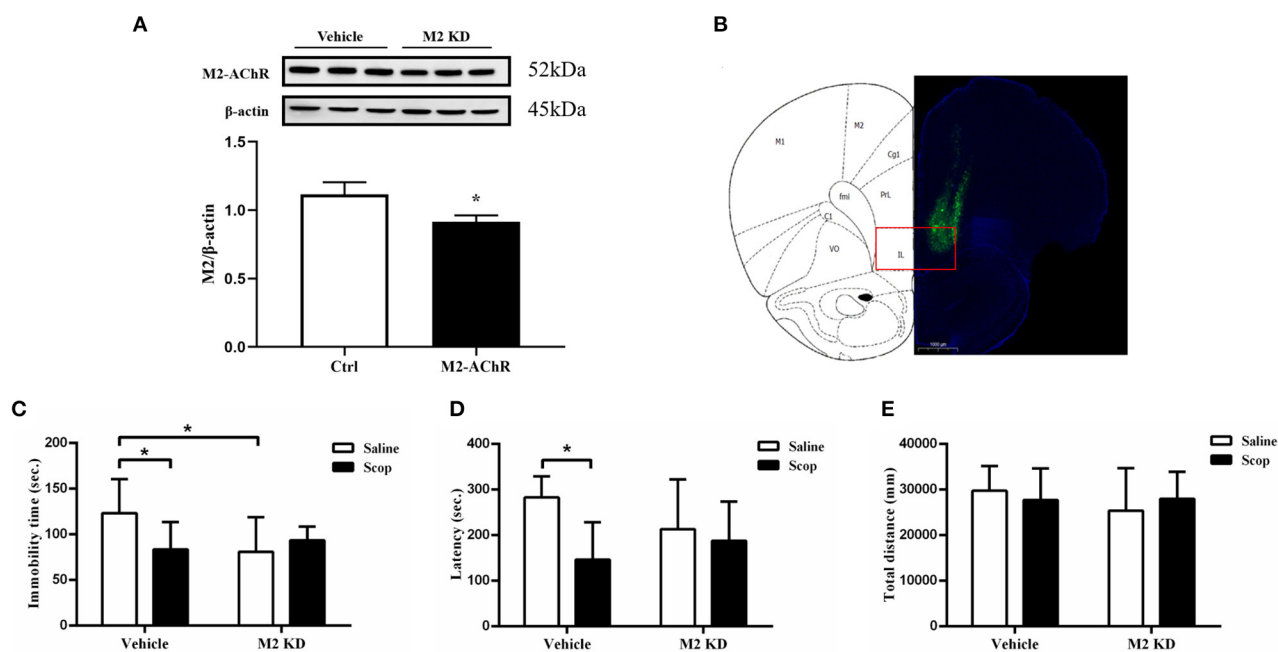 A
Vehicle M2 KD
M2-AChR 52kDa
β-actin 45kDa
M2/β-actin
1.5
1.0
0.5
0.0
*
Ctrl M2-AChR
B
M1
M2
Cg1
fmi
PrL
C1
VO
IL
1000 µm
C
Immobility time (sec.)
200
150
100
50
0
*
*
Saline
Scop
Vehicle M2 KD
D
Latency (sec.)
400
300
200
100
0
*
Saline
Scop
Vehicle M2 KD
E
Total distance (mm)
40000
30000
20000
10000
0
Saline
Scop
Vehicle M2 KD